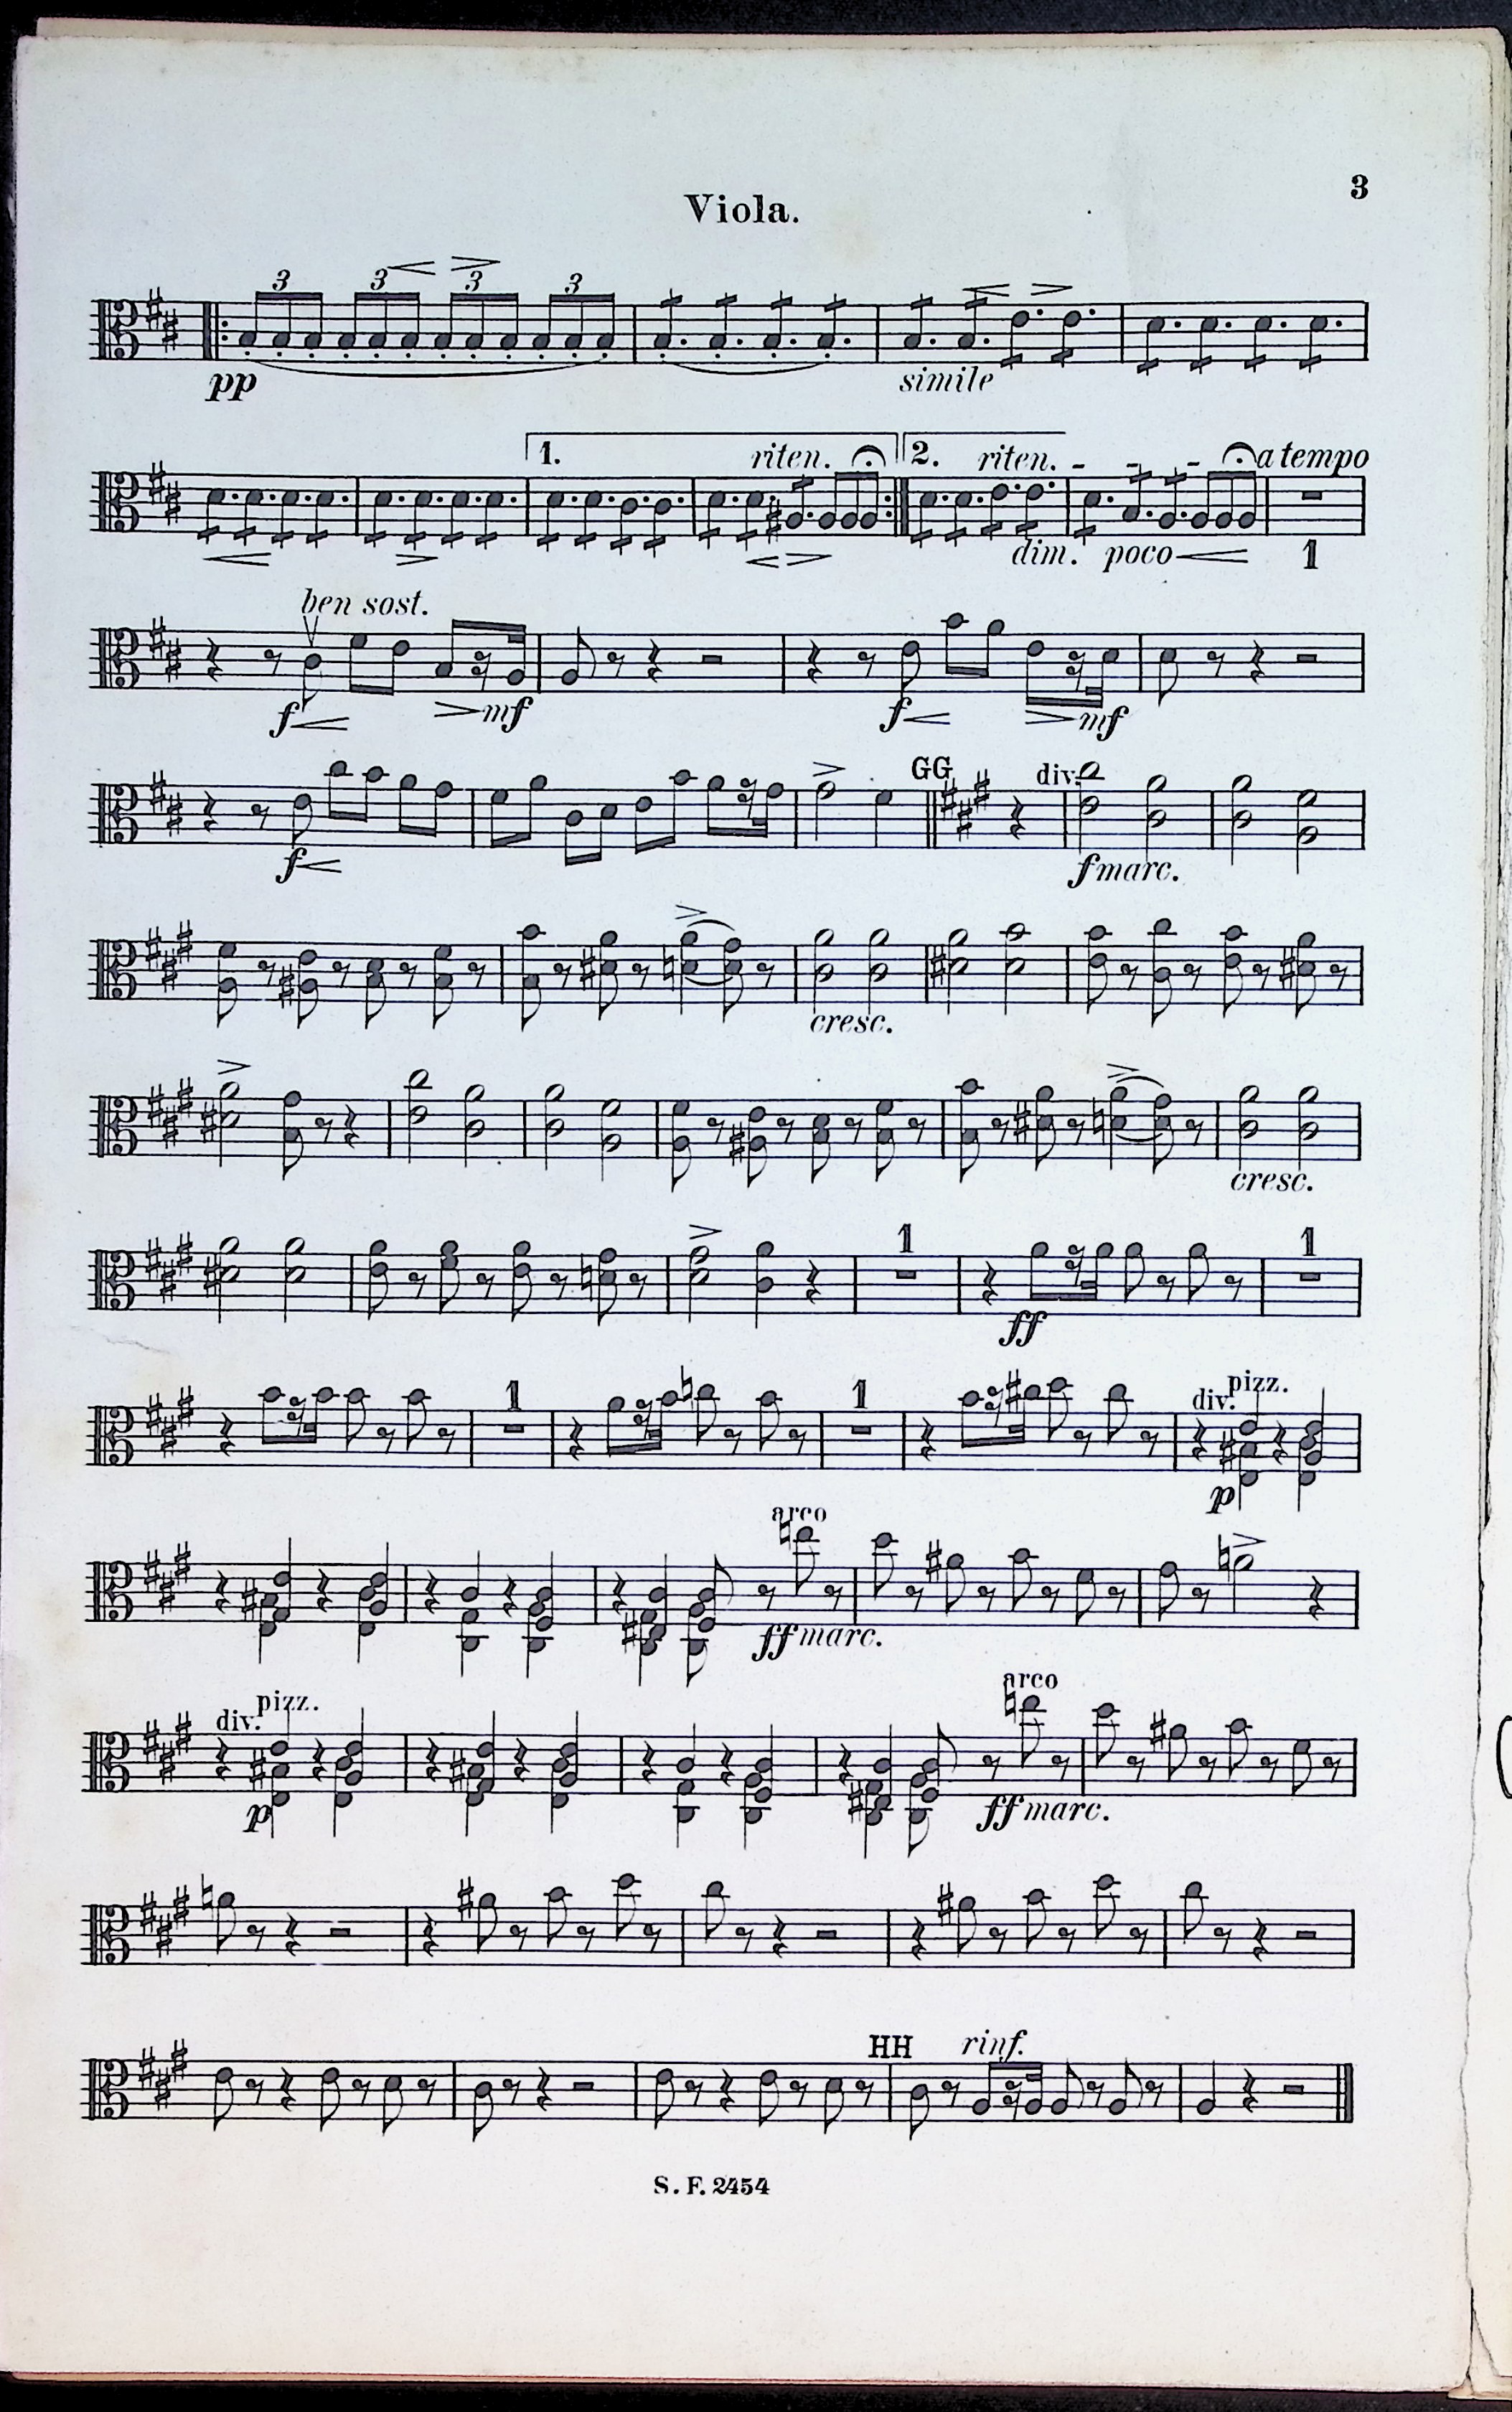 3
Viola.
3 3 3 3
pp simile
1. riten. 2. riten. - - - a tempo
dim. poco 1
ben sost.
f mf f mf
GG div.
f f marc.
cresc.
cresc.
1 1
ff
1 1 div. pizz.
p
arco
ff marc.
div. pizz. arco
p ff marc.
HH rinf.
S. F. 2454